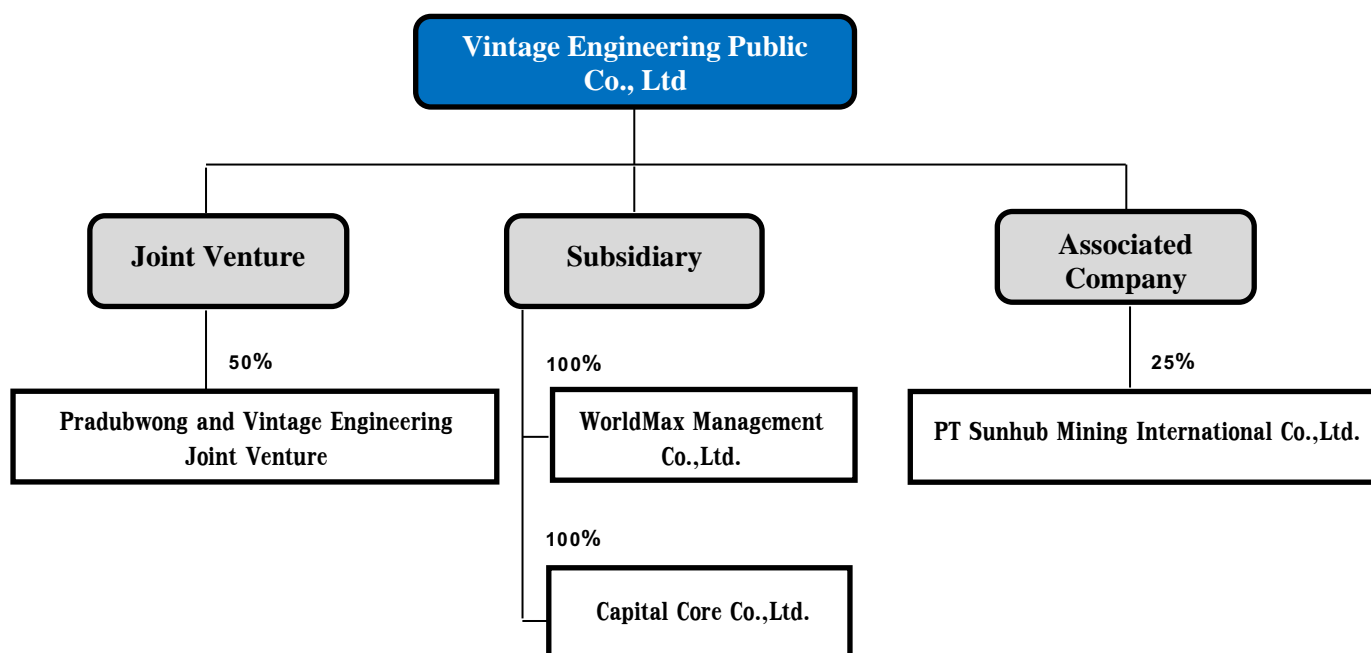 Vintage Engineering Public
Co., Ltd
Joint Venture
Subsidiary
Associated
Company
50%
100%
25%
Pradubwong and Vintage Engineering
Joint Venture
WorldMax Management
Co.,Ltd.
PT Sunhub Mining International Co.,Ltd.
100%
Capital Core Co.,Ltd.